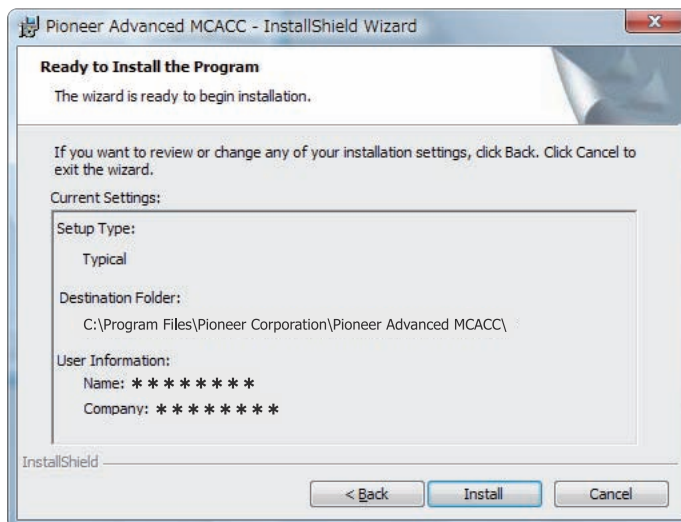 Pioneer Advanced MCACC - InstallShield Wizard
Ready to Install the Program
The wizard is ready to begin installation.
If you want to review or change any of your installation settings, click Back. Click Cancel to
exit the wizard.
Current Settings:
Setup Type:
Typical
Destination Folder:
C:\Program Files\Pioneer Corporation\Pioneer Advanced MCACC\
User Information:
Name: ********
Company: ********
InstallShield
< Back
Install
Cancel